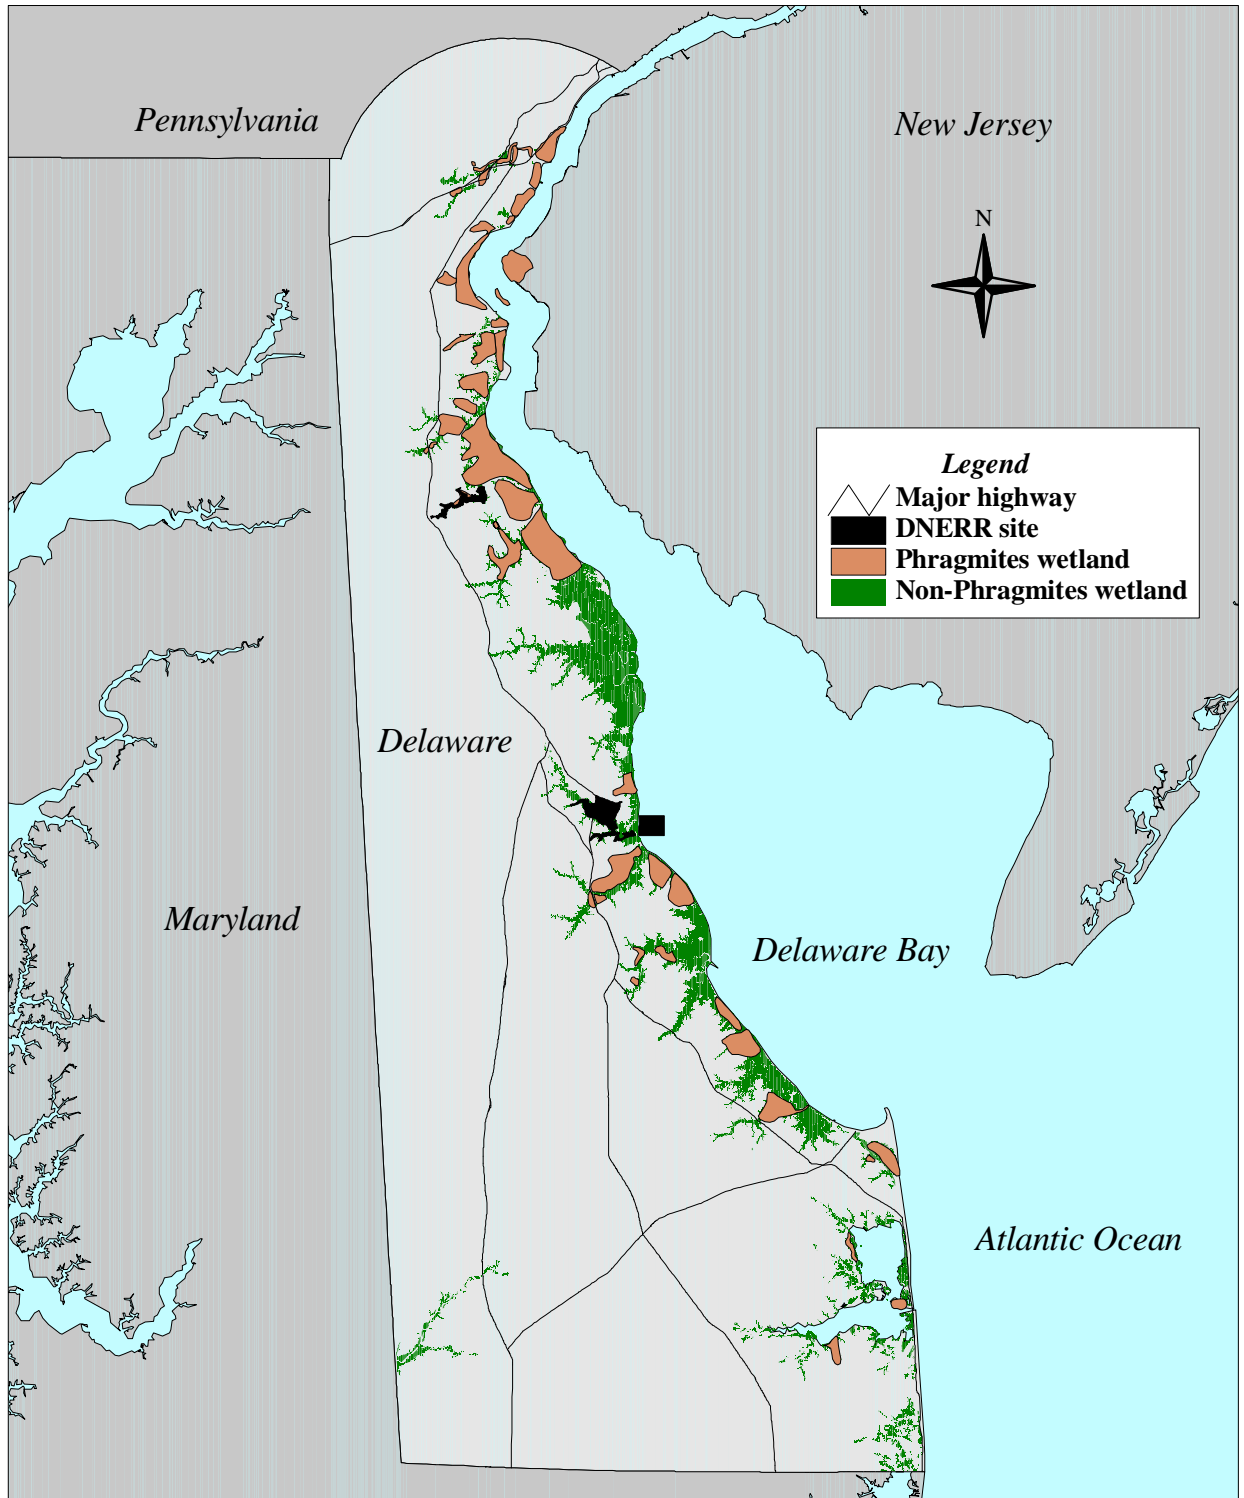 Pennsylvania
New Jersey
N
Legend
Major highway
DNERR site
Phragmites wetland
Non-Phragmites wetland
Delaware
Maryland
Delaware Bay
Atlantic Ocean